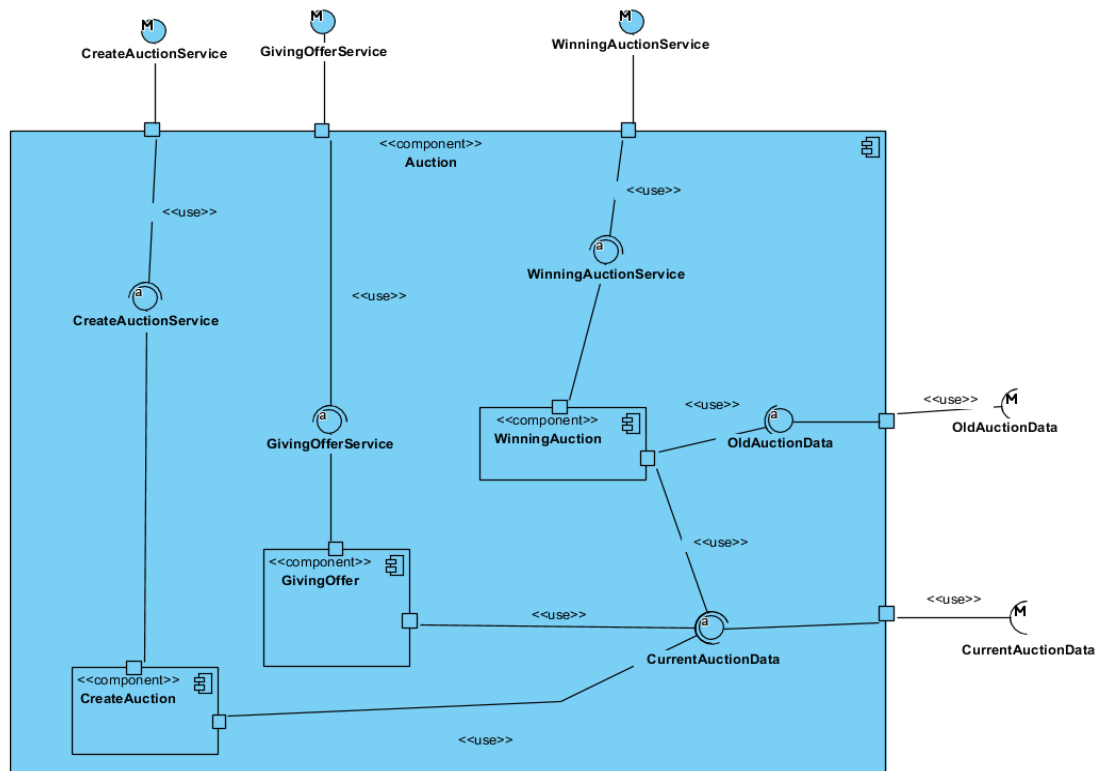 M
M
M
CreateAuctionService
GivingOfferService
WinningAuctionService
<<component>>
Auction
<<use>>
<<use>>
a
WinningAuctionService
a
CreateAuctionService
<<use>>
<<use>>
<<use>>
M
OldAuctionData
a
GivingOfferService
<<component>>
WinningAuction
a
OldAuctionData
<<use>>
<<component>>
GivingOffer
<<use>>
<<use>>
M
CurrentAuctionData
a
CurrentAuctionData
<<component>>
CreateAuction
<<use>>